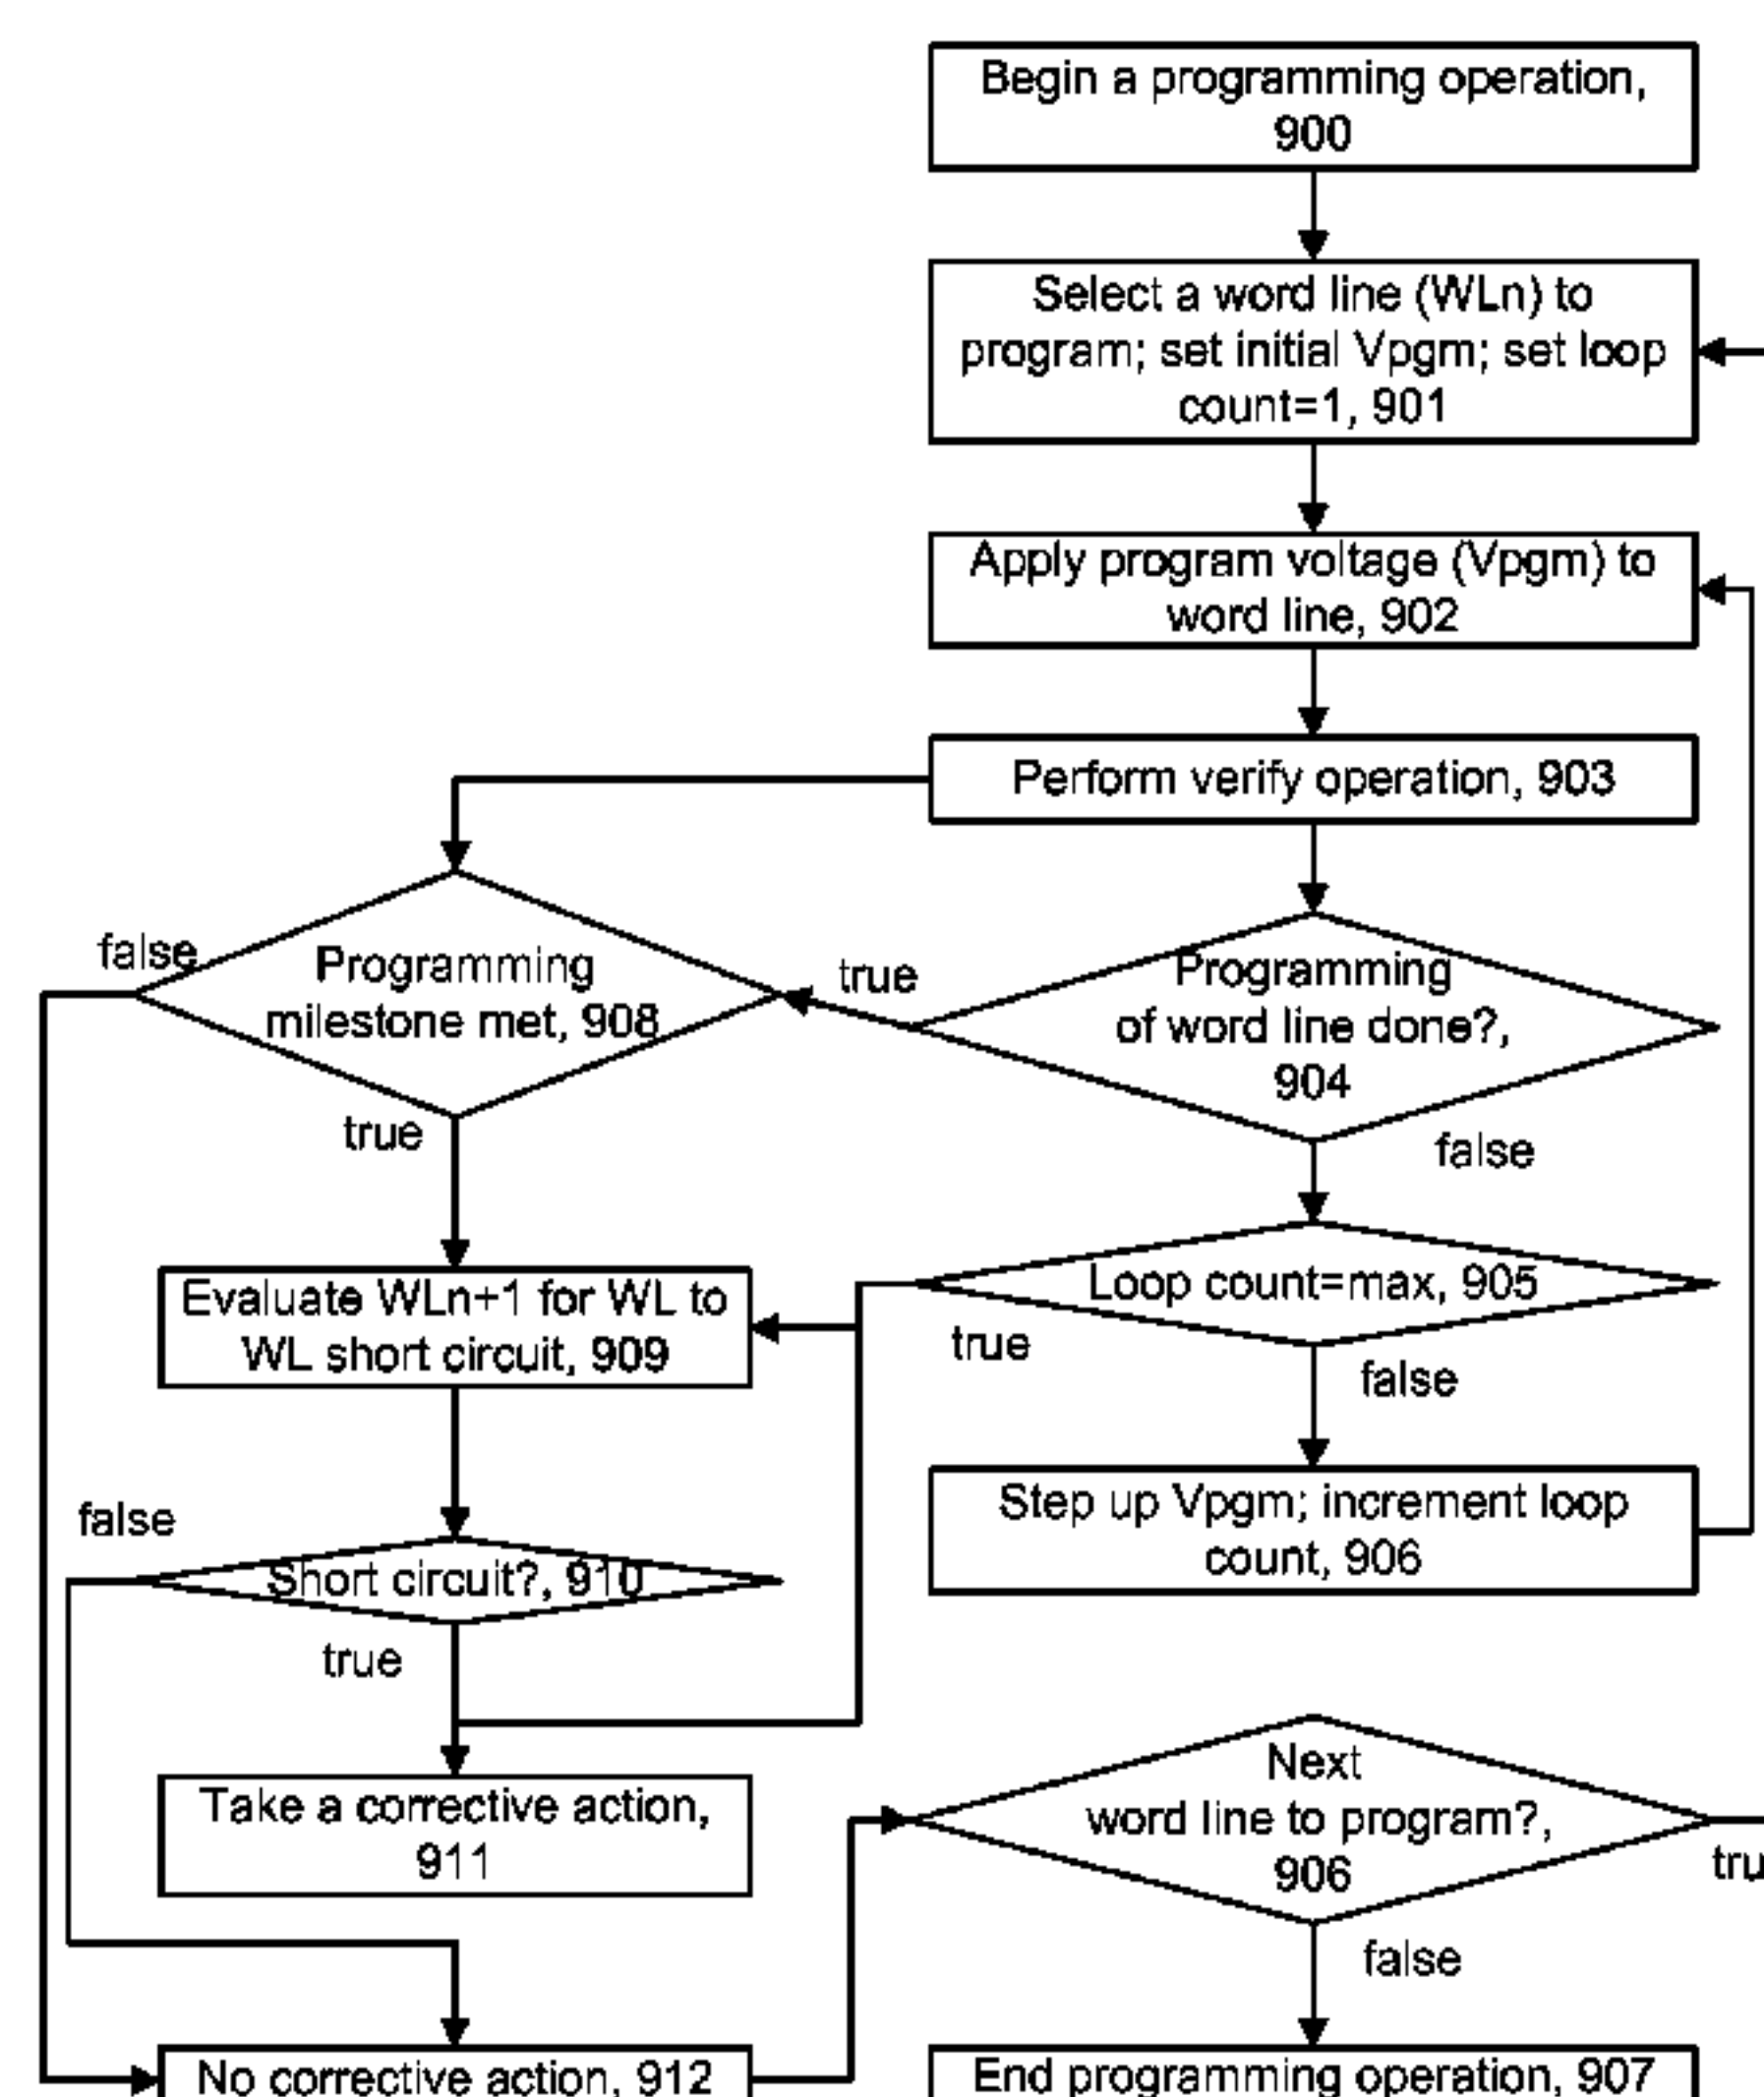 Begin a programming operation,
900
Select a word line (WLn) to
program; set initial Vpgm; set loop
count=1, 901
Apply program voltage (Vpgm) to
word line, 902
Perform verify operation, 903
false
Programming
milestone met, 908
true
true
Programming
of word line done?,
904
false
Evaluate WLn+1 for WL to
WL short circuit, 909
Loop count=max, 905
true
false
Step up Vpgm; increment loop
count, 906
false
Short circuit?, 910
true
Take a corrective action,
911
Next
word line to program?,
906
tru
false
No corrective action, 912
End programming operation, 907